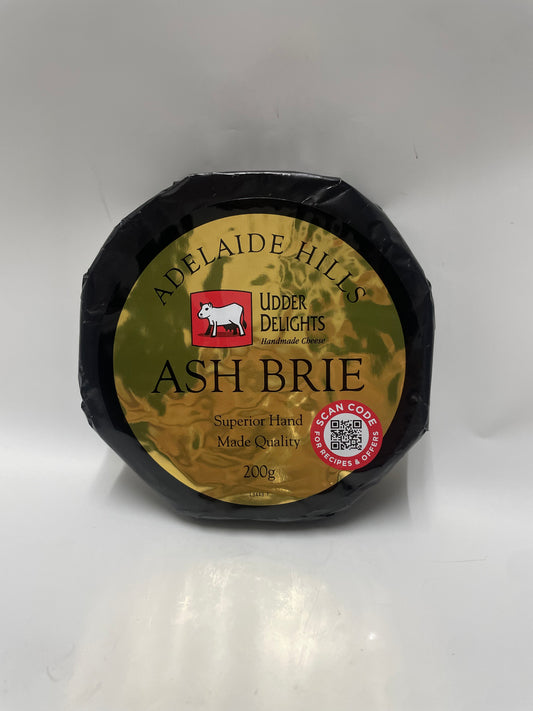 ADELAIDE HILLS
UDDER
DELIGHTS
Handmade Cheese
ASH BRIE
Superior Hand
Made Quality
200g
SCAN CODE
FOR RECIPES & OFFERS